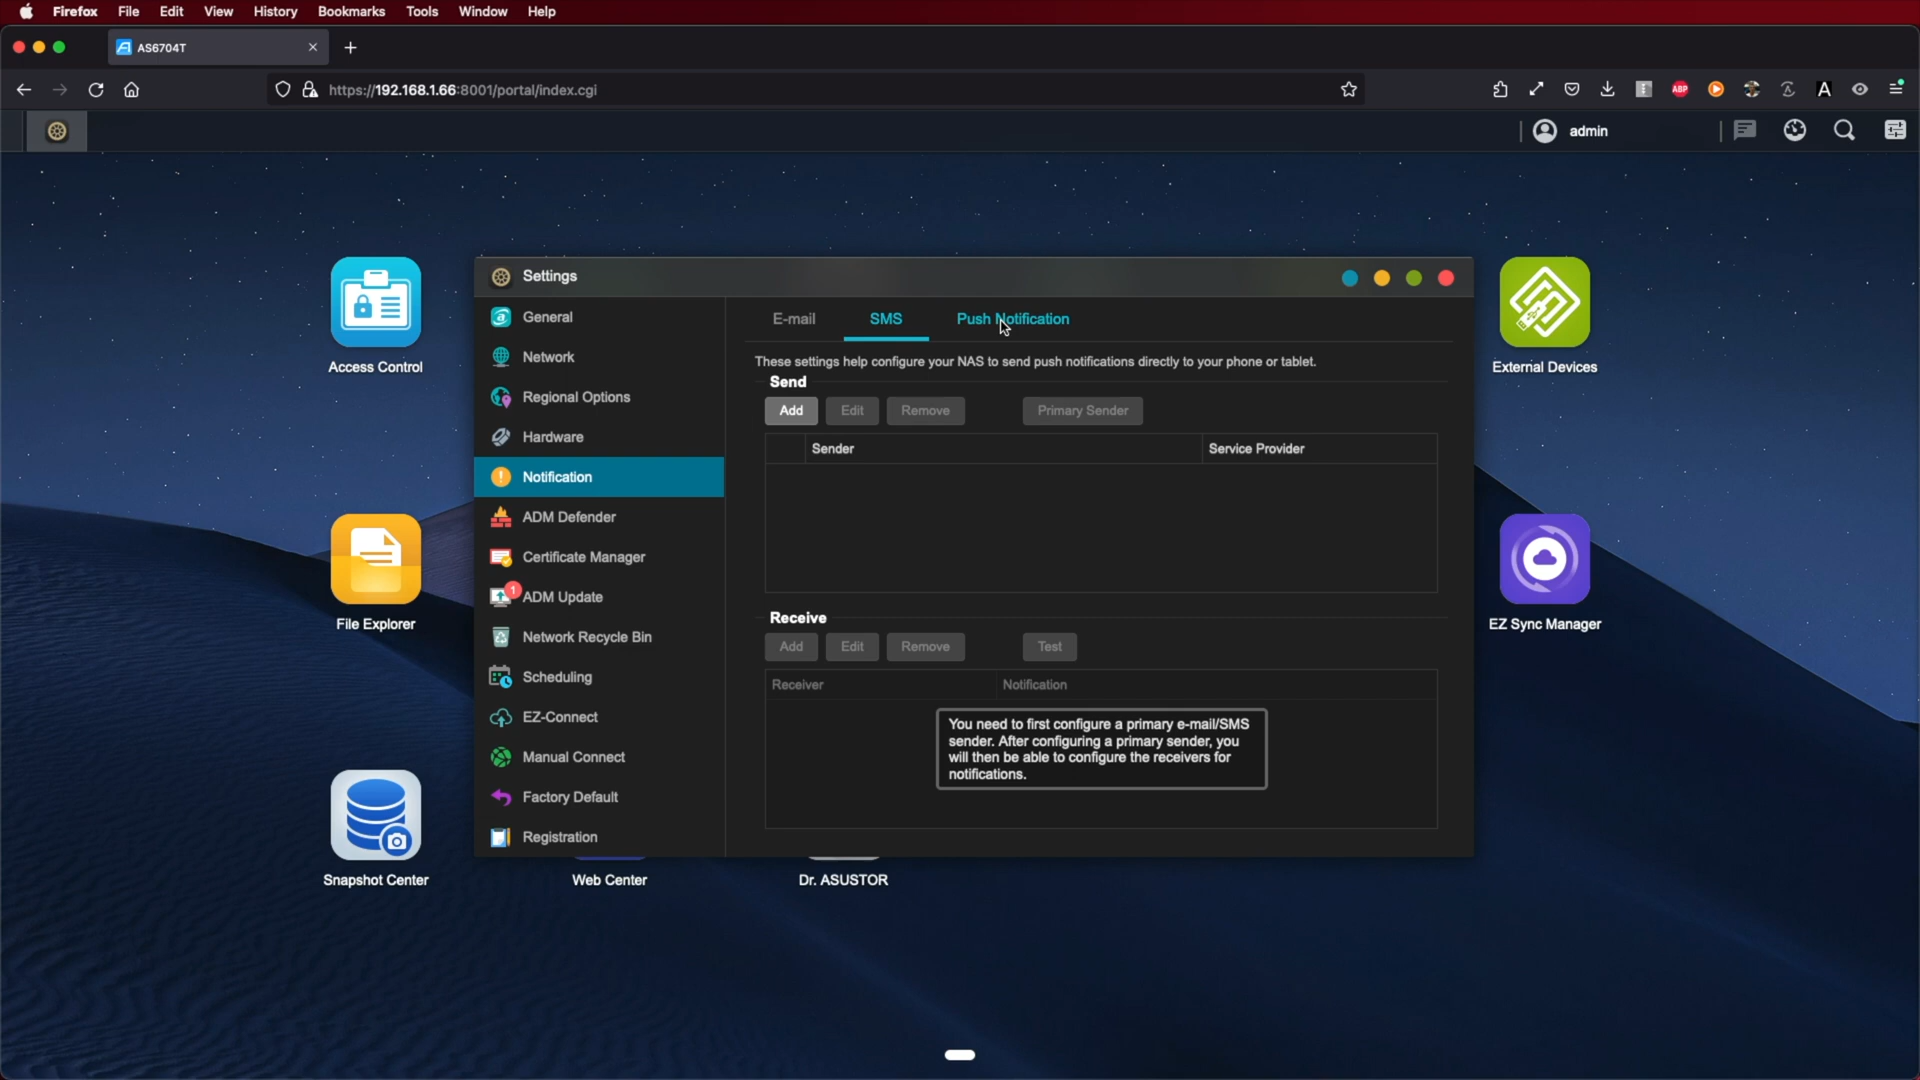 Firefox File Edit View History Bookmarks Tools Window Help
AS6704T
https://192.168.1.66:8001/portal/index.cgi
ABP
A
admin
Settings
General
Network
Regional Options
Hardware
Notification
ADM Defender
Certificate Manager
1
ADM Update
Network Recycle Bin
Scheduling
EZ-Connect
Manual Connect
Factory Default
Registration
E-mail SMS Push Notification
These settings help configure your NAS to send push notifications directly to your phone or tablet.
Send
Add Edit Remove Primary Sender
Sender Service Provider
Receive
Add Edit Remove Test
Receiver Notification
You need to first configure a primary e-mail/SMS
sender. After configuring a primary sender, you
will then be able to configure the receivers for
notifications.
Access Control
External Devices
File Explorer
EZ Sync Manager
Snapshot Center
Web Center
Dr. ASUSTOR